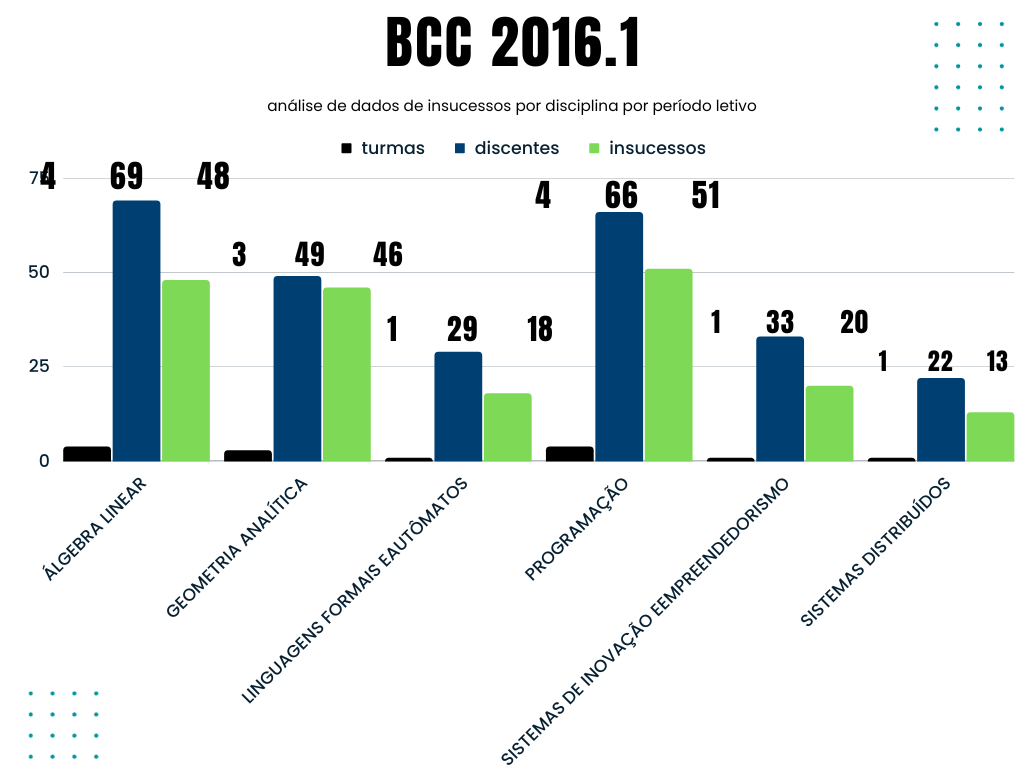 BCC 2016.1
análise de dados de insucessos por disciplina por período letivo
turmas discentes insucessos
75
4 69 48
4 66 51
3 49 46
50
1 29 18
1 33 20
1 22 13
25
0
ÁLGEBRA LINEAR
GEOMETRIA ANALÍTICA
LINGUAGENS FORMAIS EAUTÔMATOS
PROGRAMAÇÃO
SISTEMAS DE INOVAÇÃO EEMPREENDEDORISMO
SISTEMAS DISTRIBUÍDOS